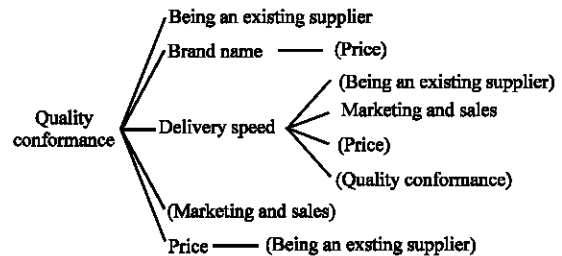 Being an existing supplier
Brand name
(Price)
(Being an existing supplier)
Marketing and sales
Quality
conformance
Delivery speed
(Price)
(Quality conformance)
(Marketing and sales)
Price
(Being an exsting supplier)